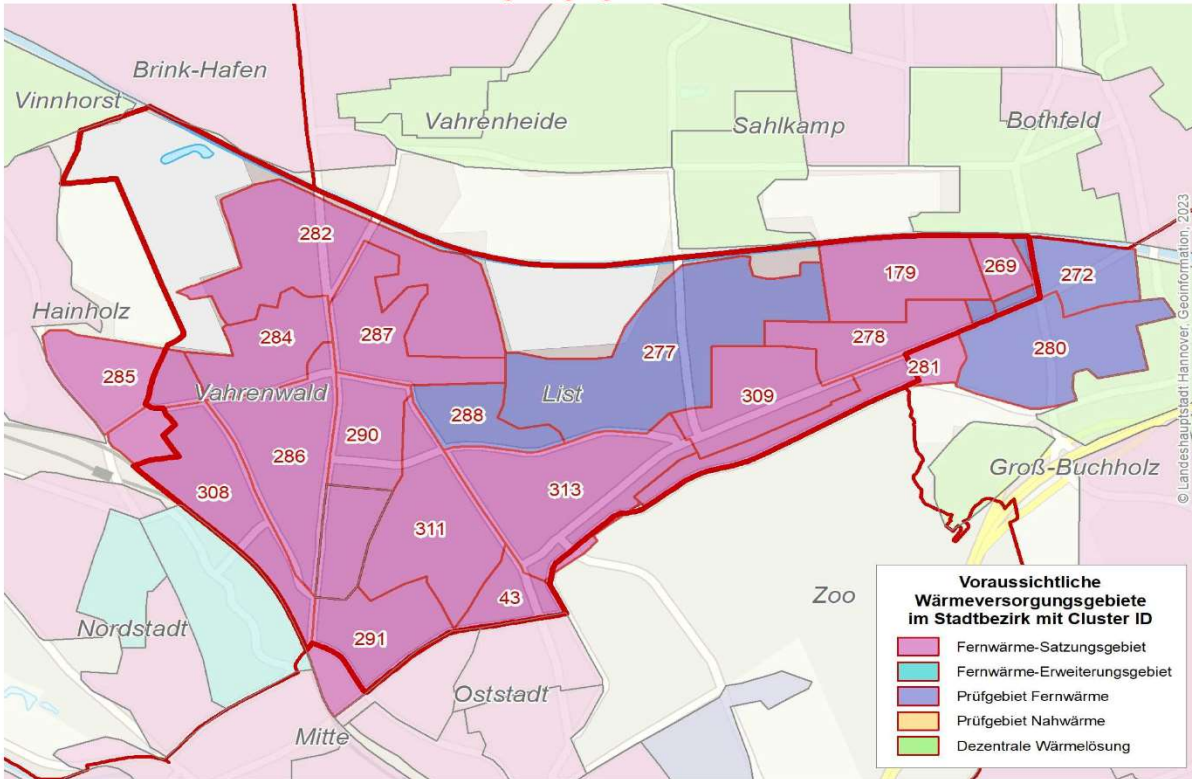 Brink-Hafen
Vinnhorst
Vahrenheide
Sahlkamp
Bothfeld
282
179
269
272
Hainholz
284
287
277
278
280
285
281
Vahrenwald
288
List
309
290
286
308
313
Groß-Buchholz
311
Zoo
43
Nordstadt
291
Oststadt
Mitte
Voraussichtliche
Wärmeversorgungsgebiete
im Stadtbezirk mit Cluster ID
Fernwärme-Satzungsgebiet
Fernwärme-Erweiterungsgebiet
Prüfgebiet Fernwärme
Prüfgebiet Nahwärme
Dezentrale Wärmelösung
© Landeshauptstadt Hannover, Geoinformation, 2023